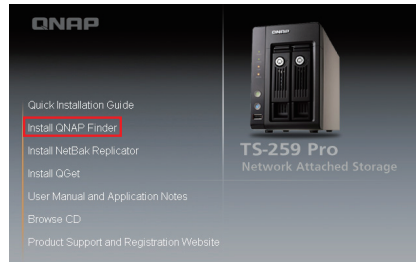 QNAP
Quick Installation Guide
Install QNAP Finder
Install NetBak Replicator
Install QGet
User Manual and Application Notes
Browse CD
Product Support and Registration Website
QNAP
TS-259 Pro
Network Attached Storage